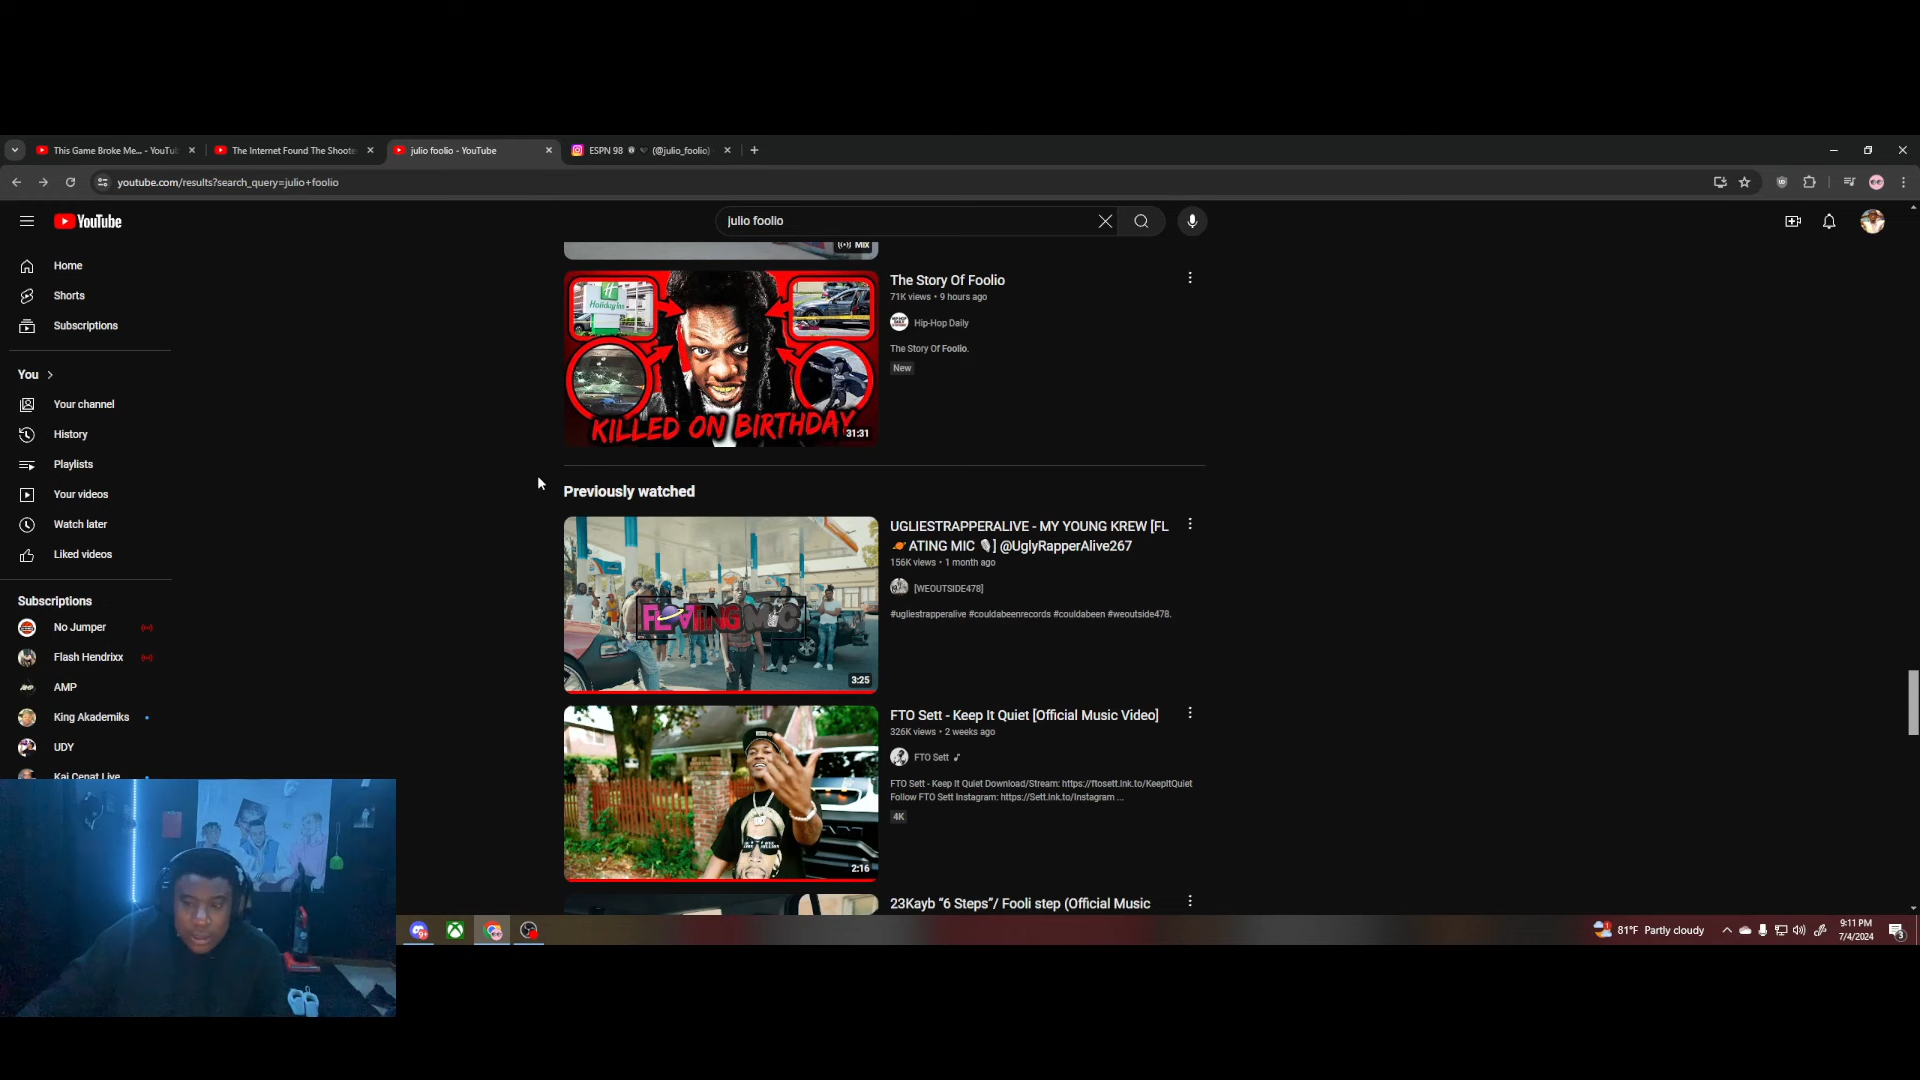 This Game Broke Me... - YouTub
The Internet Found The Shoote
julio foolio - YouTube
ESPN 98 (@julio_foolio)
youtube.com/results?search_query=julio+foolio
YouTube
julio foolio
Home
Shorts
Subscriptions
You
Your channel
History
Playlists
Your videos
Watch later
Liked videos
Subscriptions
No Jumper
Flash Hendrixx
AMP
King Akademiks
UDY
Kai Cenat Live
Mix
Holiday Inn
KILLED ON BIRTHDAY
31:31
The Story Of Foolio
71K views • 9 hours ago
Hip-Hop Daily
The Story Of Foolio.
New
Previously watched
FLOATING MIC
3:25
UGLIESTRAPPERALIVE - MY YOUNG KREW [FL
🪐ATING MIC 🎙️] @UglyRapperAlive267
156K views • 1 month ago
[WEOUTSIDE478]
#ugliestrapperalive #couldabeenrecords #couldabeen #weoutside478.
2:16
FTO Sett - Keep It Quiet [Official Music Video]
326K views • 2 weeks ago
FTO Sett ♪
FTO Sett - Keep It Quiet Download/Stream: https://ftosett.lnk.to/KeepItQuiet
Follow FTO Sett Instagram: https://Sett.lnk.to/Instagram ...
4K
23Kayb “6 Steps”/ Fooli step (Official Music
9+
81°F Partly cloudy
9:11 PM
7/4/2024
3